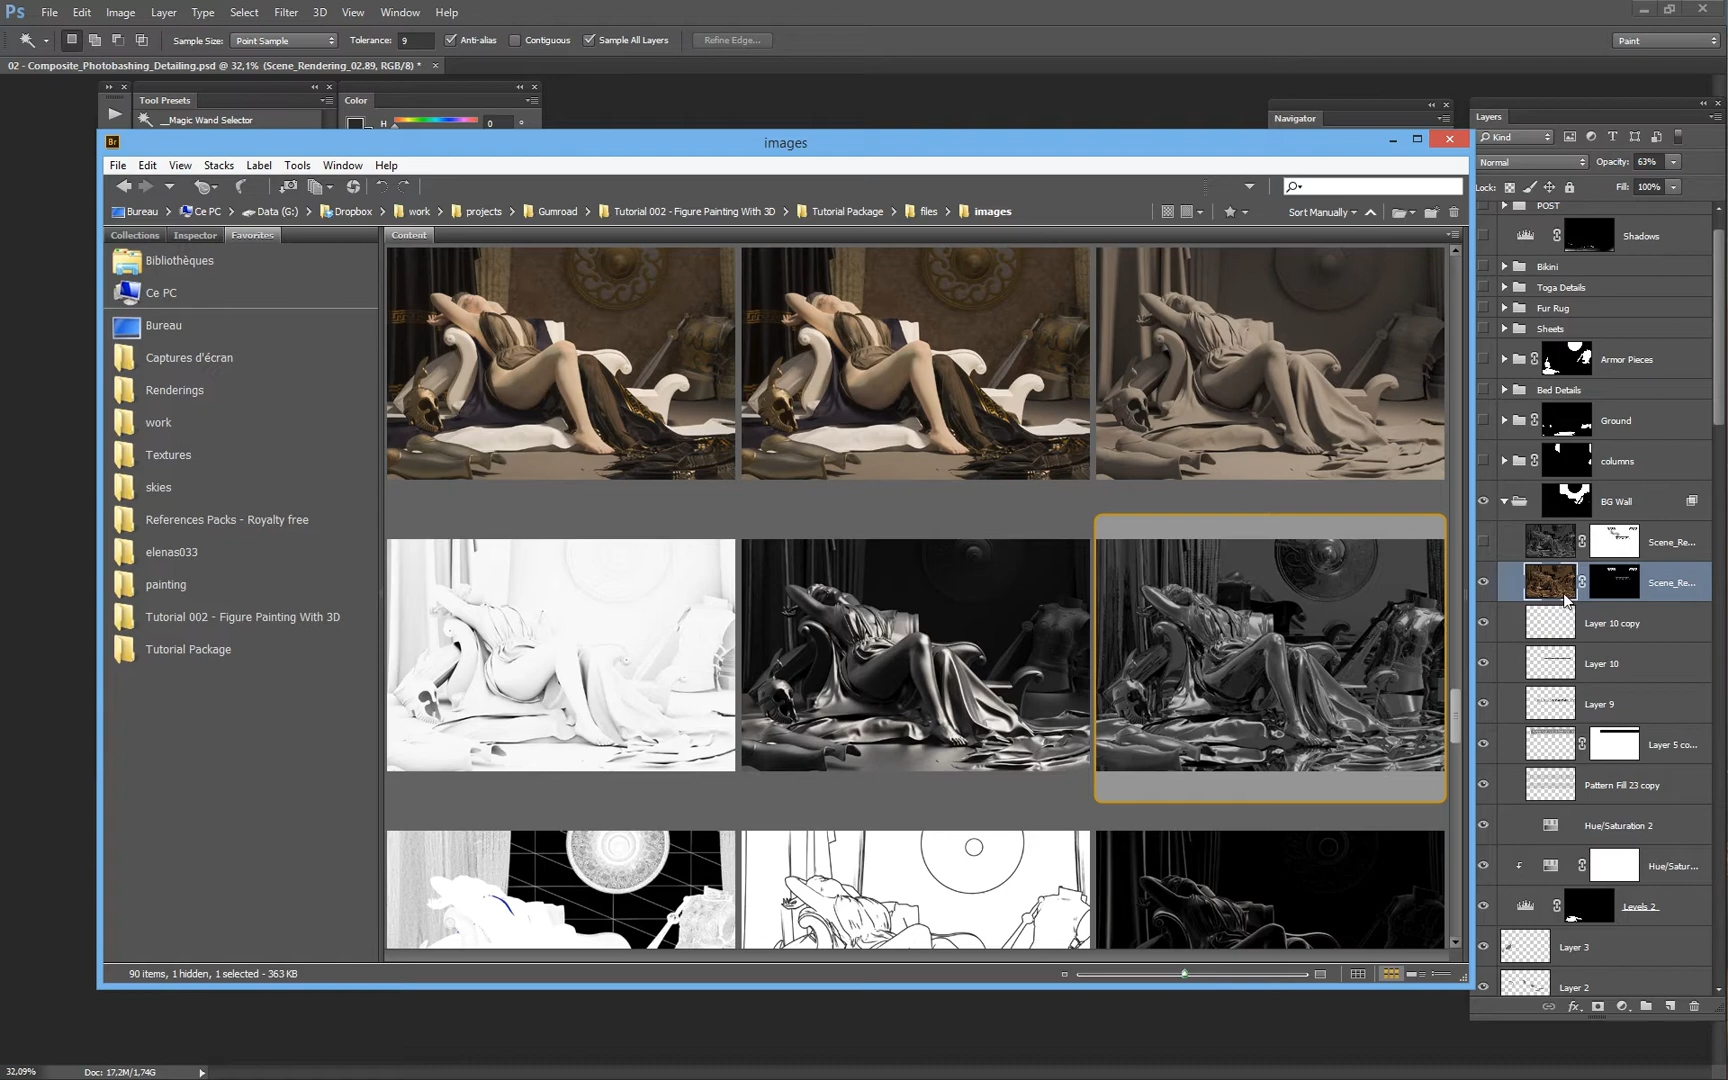 Ps File Edit Image Layer Type Select Filter 3D View Window Help
Sample Size: Point Sample Tolerance: 9 Anti-alias Contiguous Sample All Layers Refine Edge... Paint
02 - Composite_Photobashing_Detailing.psd @ 32,1% (Scene_Rendering_02.89, RGB/8) * ×
Tool Presets
__Magic Wand Selector
Color
H 0 °
Navigator
Layers
Kind
Normal Opacity: 63%
Lock: Fill: 100%
POST
Shadows
Bikini
Toga Details
Fur Rug
Sheets
Armor Pieces
Bed Details
Ground
columns
BG Wall
Scene_Re...
Scene_Re...
Layer 10 copy
Layer 10
Layer 9
Layer 5 co...
Pattern Fill 23 copy
Hue/Saturation 2
Hue/Satur...
Levels 2
Layer 3
Layer 2
fx
Br images
File Edit View Stacks Label Tools Window Help
Bureau Ce PC Data (G:) Dropbox work projects Gumroad Tutorial 002 - Figure Painting With 3D Tutorial Package files images Sort Manually
Collections Inspector Favorites
Content
Bibliothèques
Ce PC
Bureau
Captures d'écran
Renderings
work
Textures
skies
References Packs - Royalty free
elenas033
painting
Tutorial 002 - Figure Painting With 3D
Tutorial Package
90 items, 1 hidden, 1 selected - 363 KB
32,09% Doc: 17,2M/1,74G